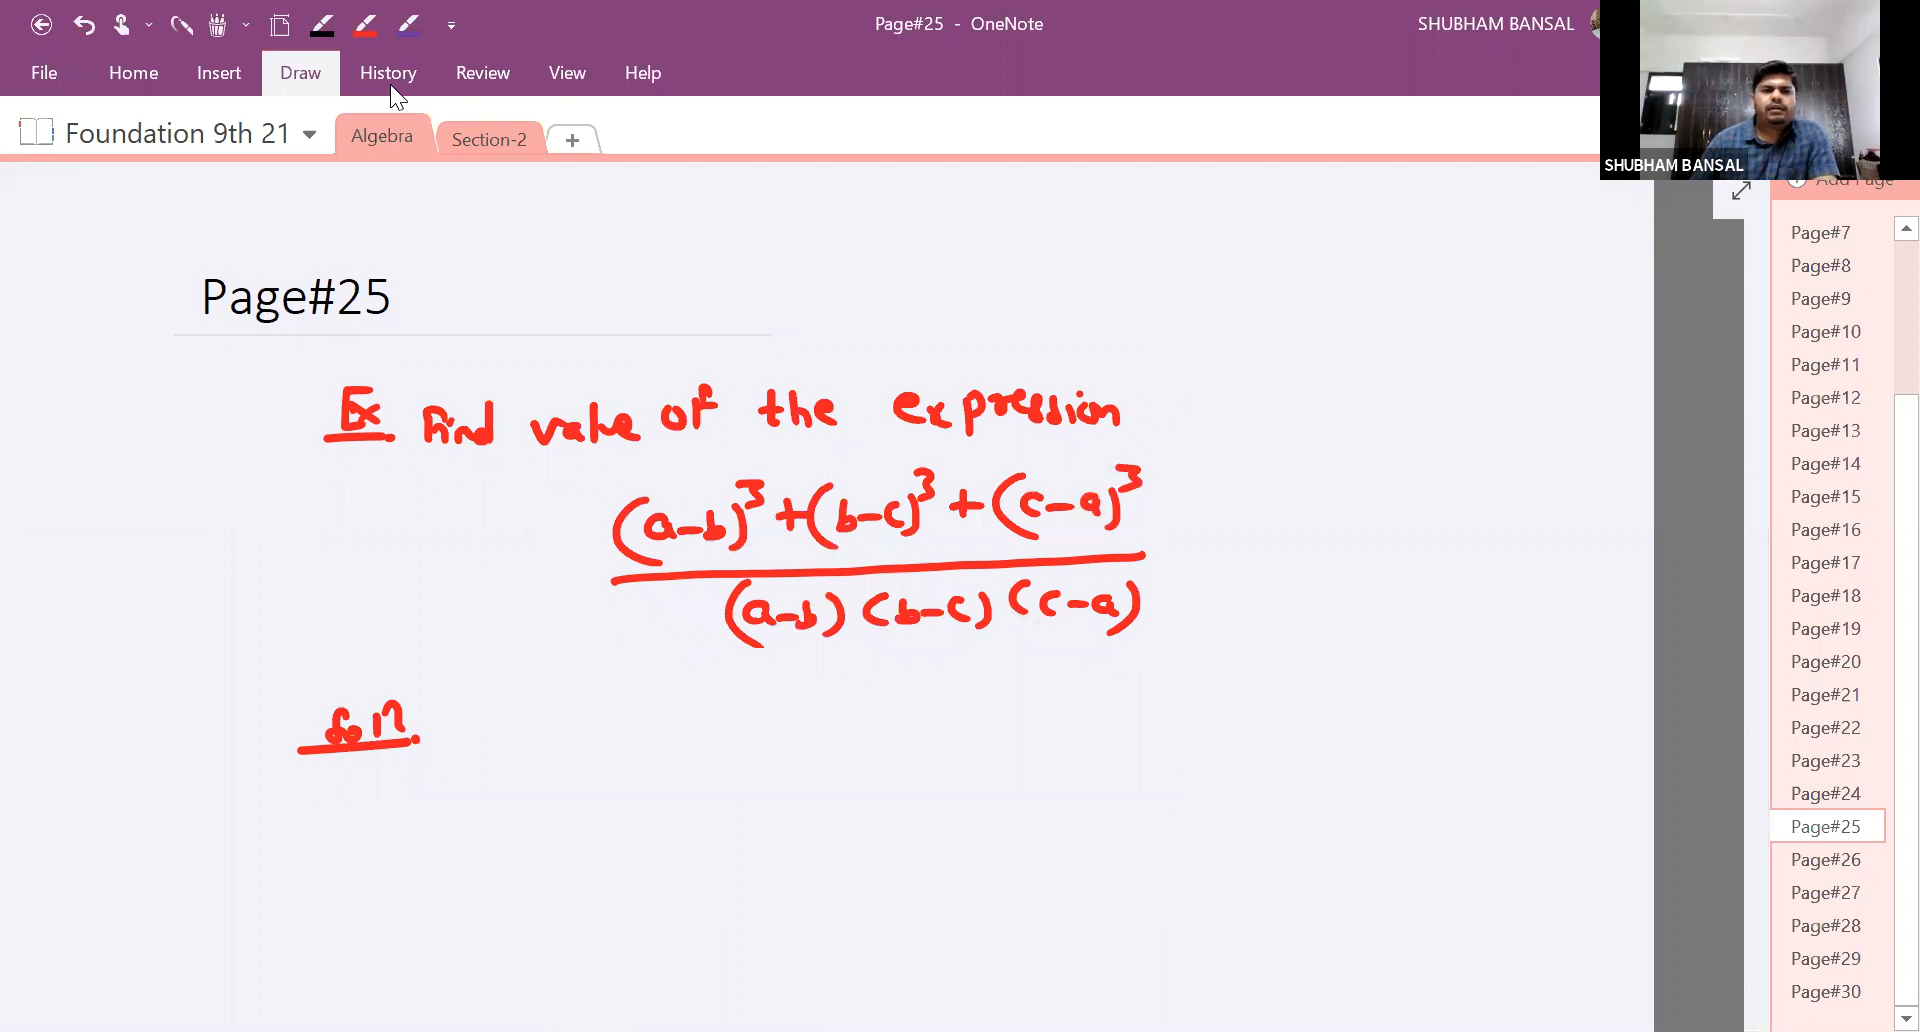 Page#25 - OneNote
SHUBHAM BANSAL
File Home Insert Draw History Review View Help
Foundation 9th 21
Algebra
Section-2
+
SHUBHAM BANSAL
Add Page
Page#25
Ex Find value of the expression
(a-b)³+(b-c)³+(c-a)³
(a-b) (b-c) (c-a)
Soln.
Page#7
Page#8
Page#9
Page#10
Page#11
Page#12
Page#13
Page#14
Page#15
Page#16
Page#17
Page#18
Page#19
Page#20
Page#21
Page#22
Page#23
Page#24
Page#25
Page#26
Page#27
Page#28
Page#29
Page#30